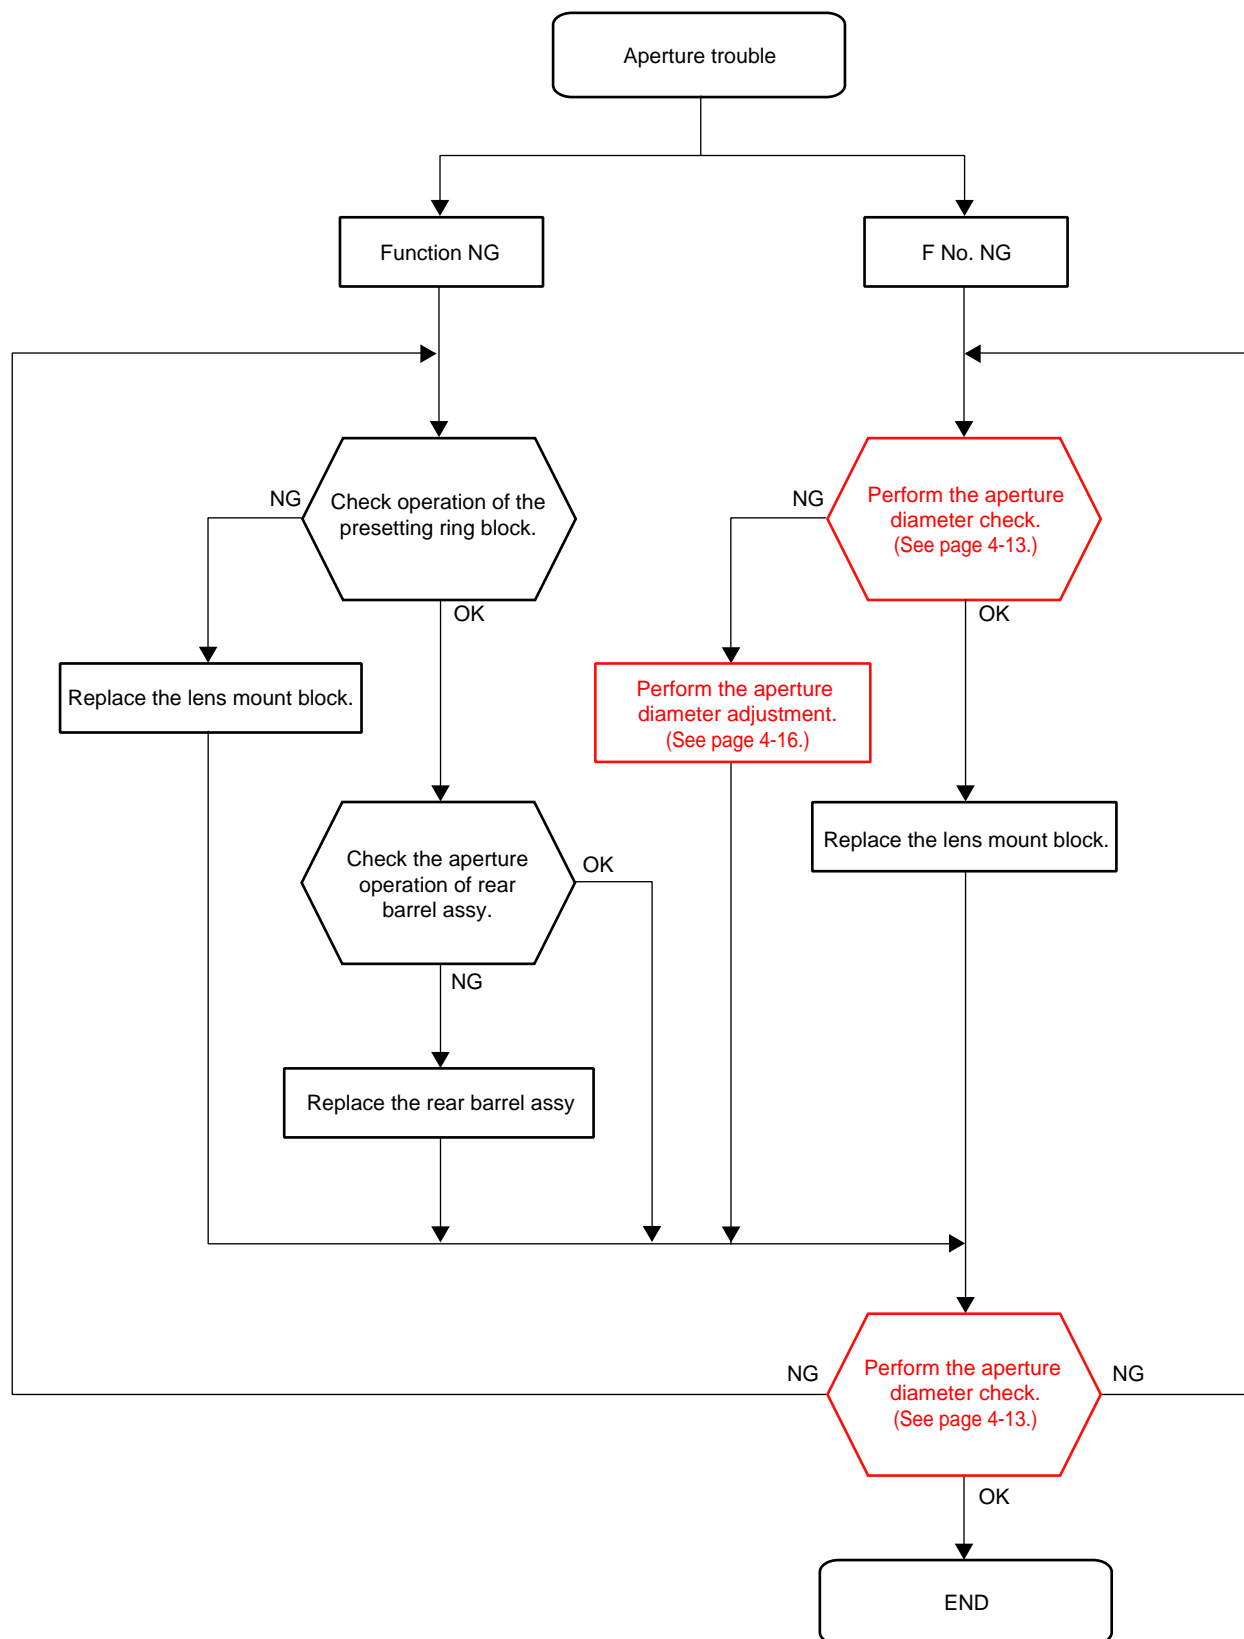 Aperture trouble
Function NG
F No. NG
NG
Check operation of the
presetting ring block.
OK
NG
Perform the aperture
diameter check.
(See page 4-13.)
OK
Replace the lens mount block.
Perform the aperture
diameter adjustment.
(See page 4-16.)
Replace the lens mount block.
Check the aperture
operation of rear
barrel assy.
OK
NG
Replace the rear barrel assy
NG
Perform the aperture
diameter check.
(See page 4-13.)
NG
OK
END